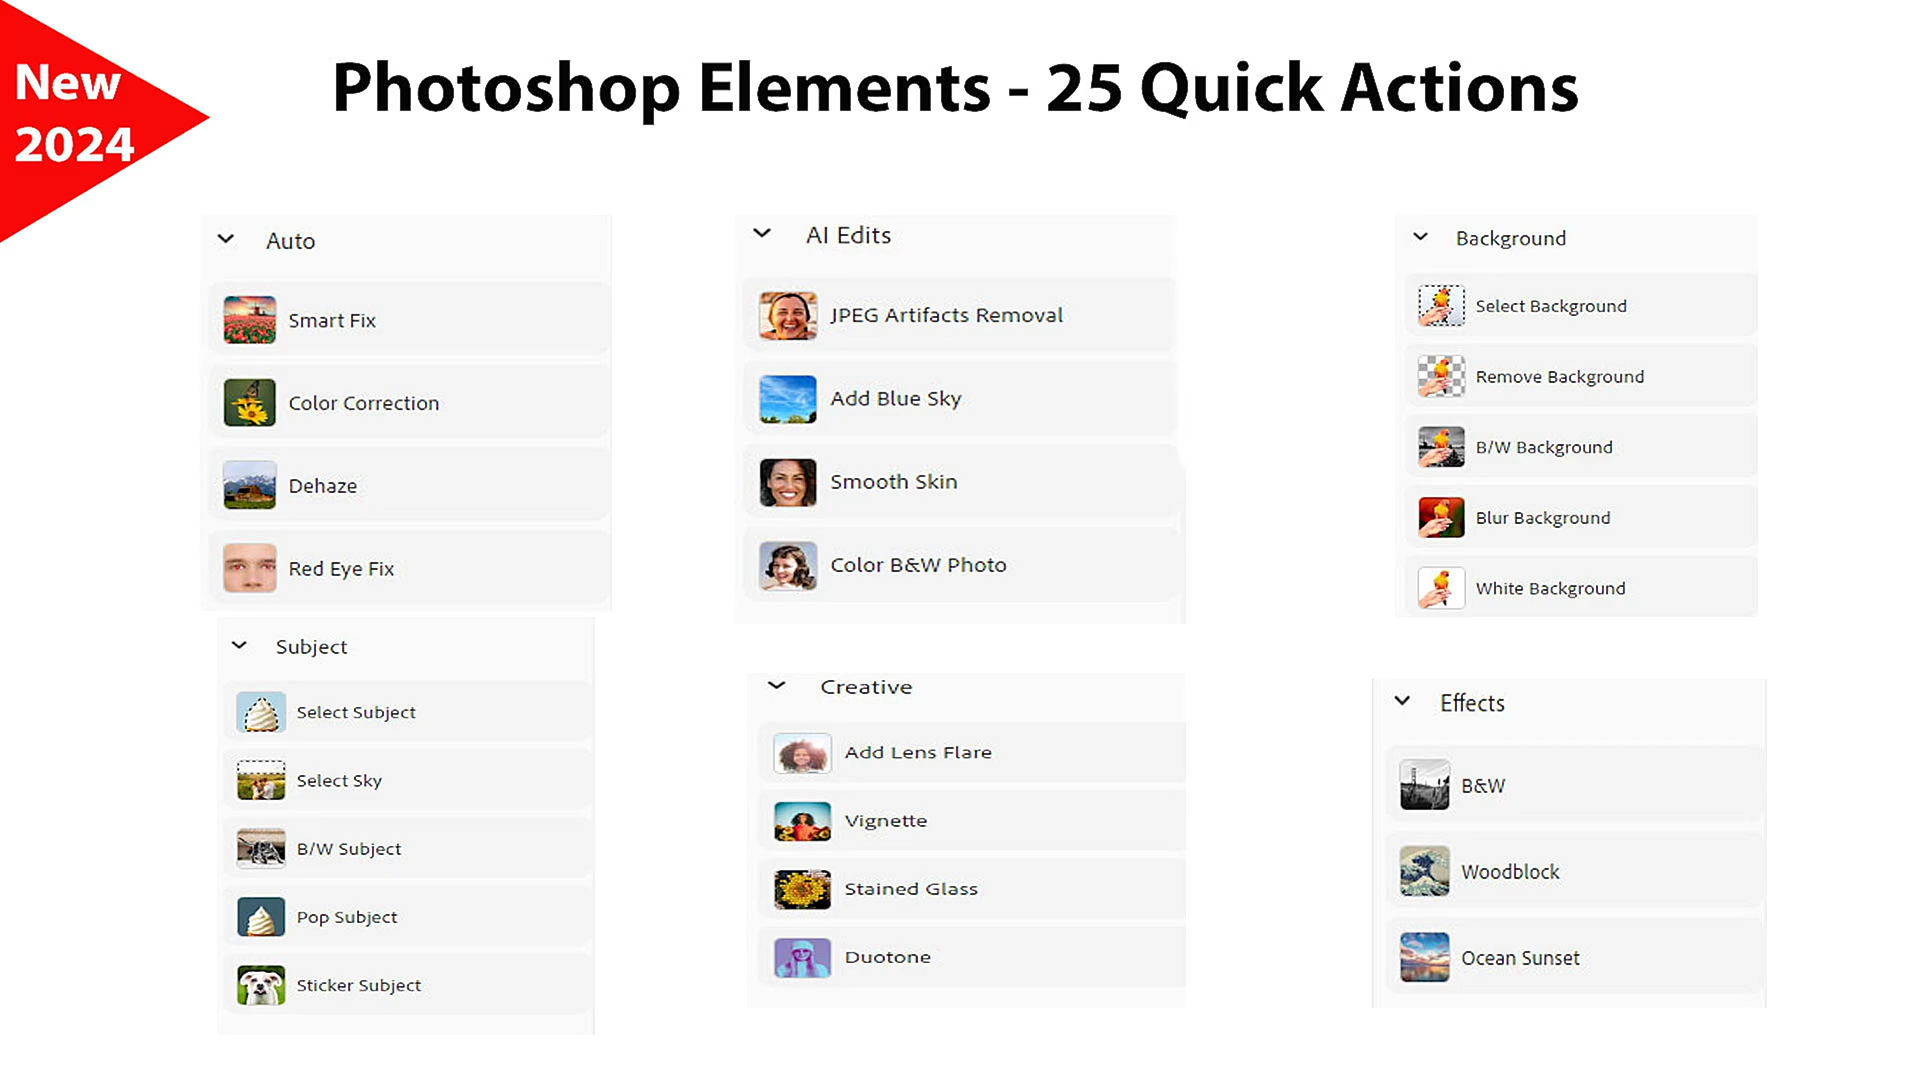 New
2024
Photoshop Elements - 25 Quick Actions
Auto
Smart Fix
Color Correction
Dehaze
Red Eye Fix
Subject
Select Subject
Select Sky
B/W Subject
Pop Subject
Sticker Subject
AI Edits
JPEG Artifacts Removal
Add Blue Sky
Smooth Skin
Color B&W Photo
Creative
Add Lens Flare
Vignette
Stained Glass
Duotone
Background
Select Background
Remove Background
B/W Background
Blur Background
White Background
Effects
B&W
Woodblock
Ocean Sunset